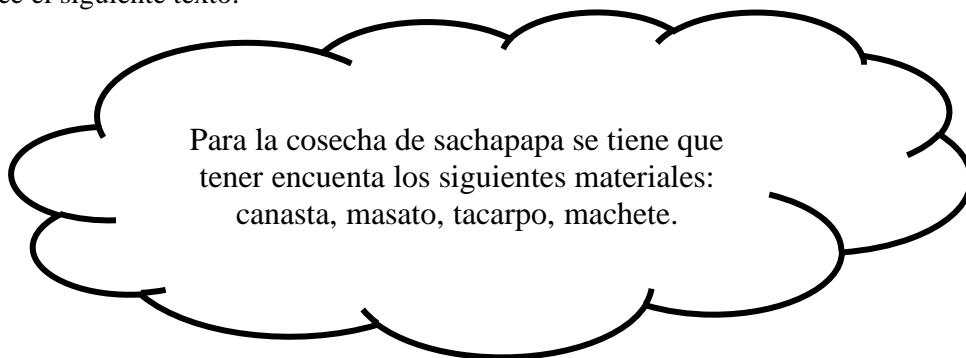 el siguiente texto:
Para la cosecha de sachapapa se tiene que
tener encuenta los siguientes materiales:
canasta, masato, tacarpo, machete.